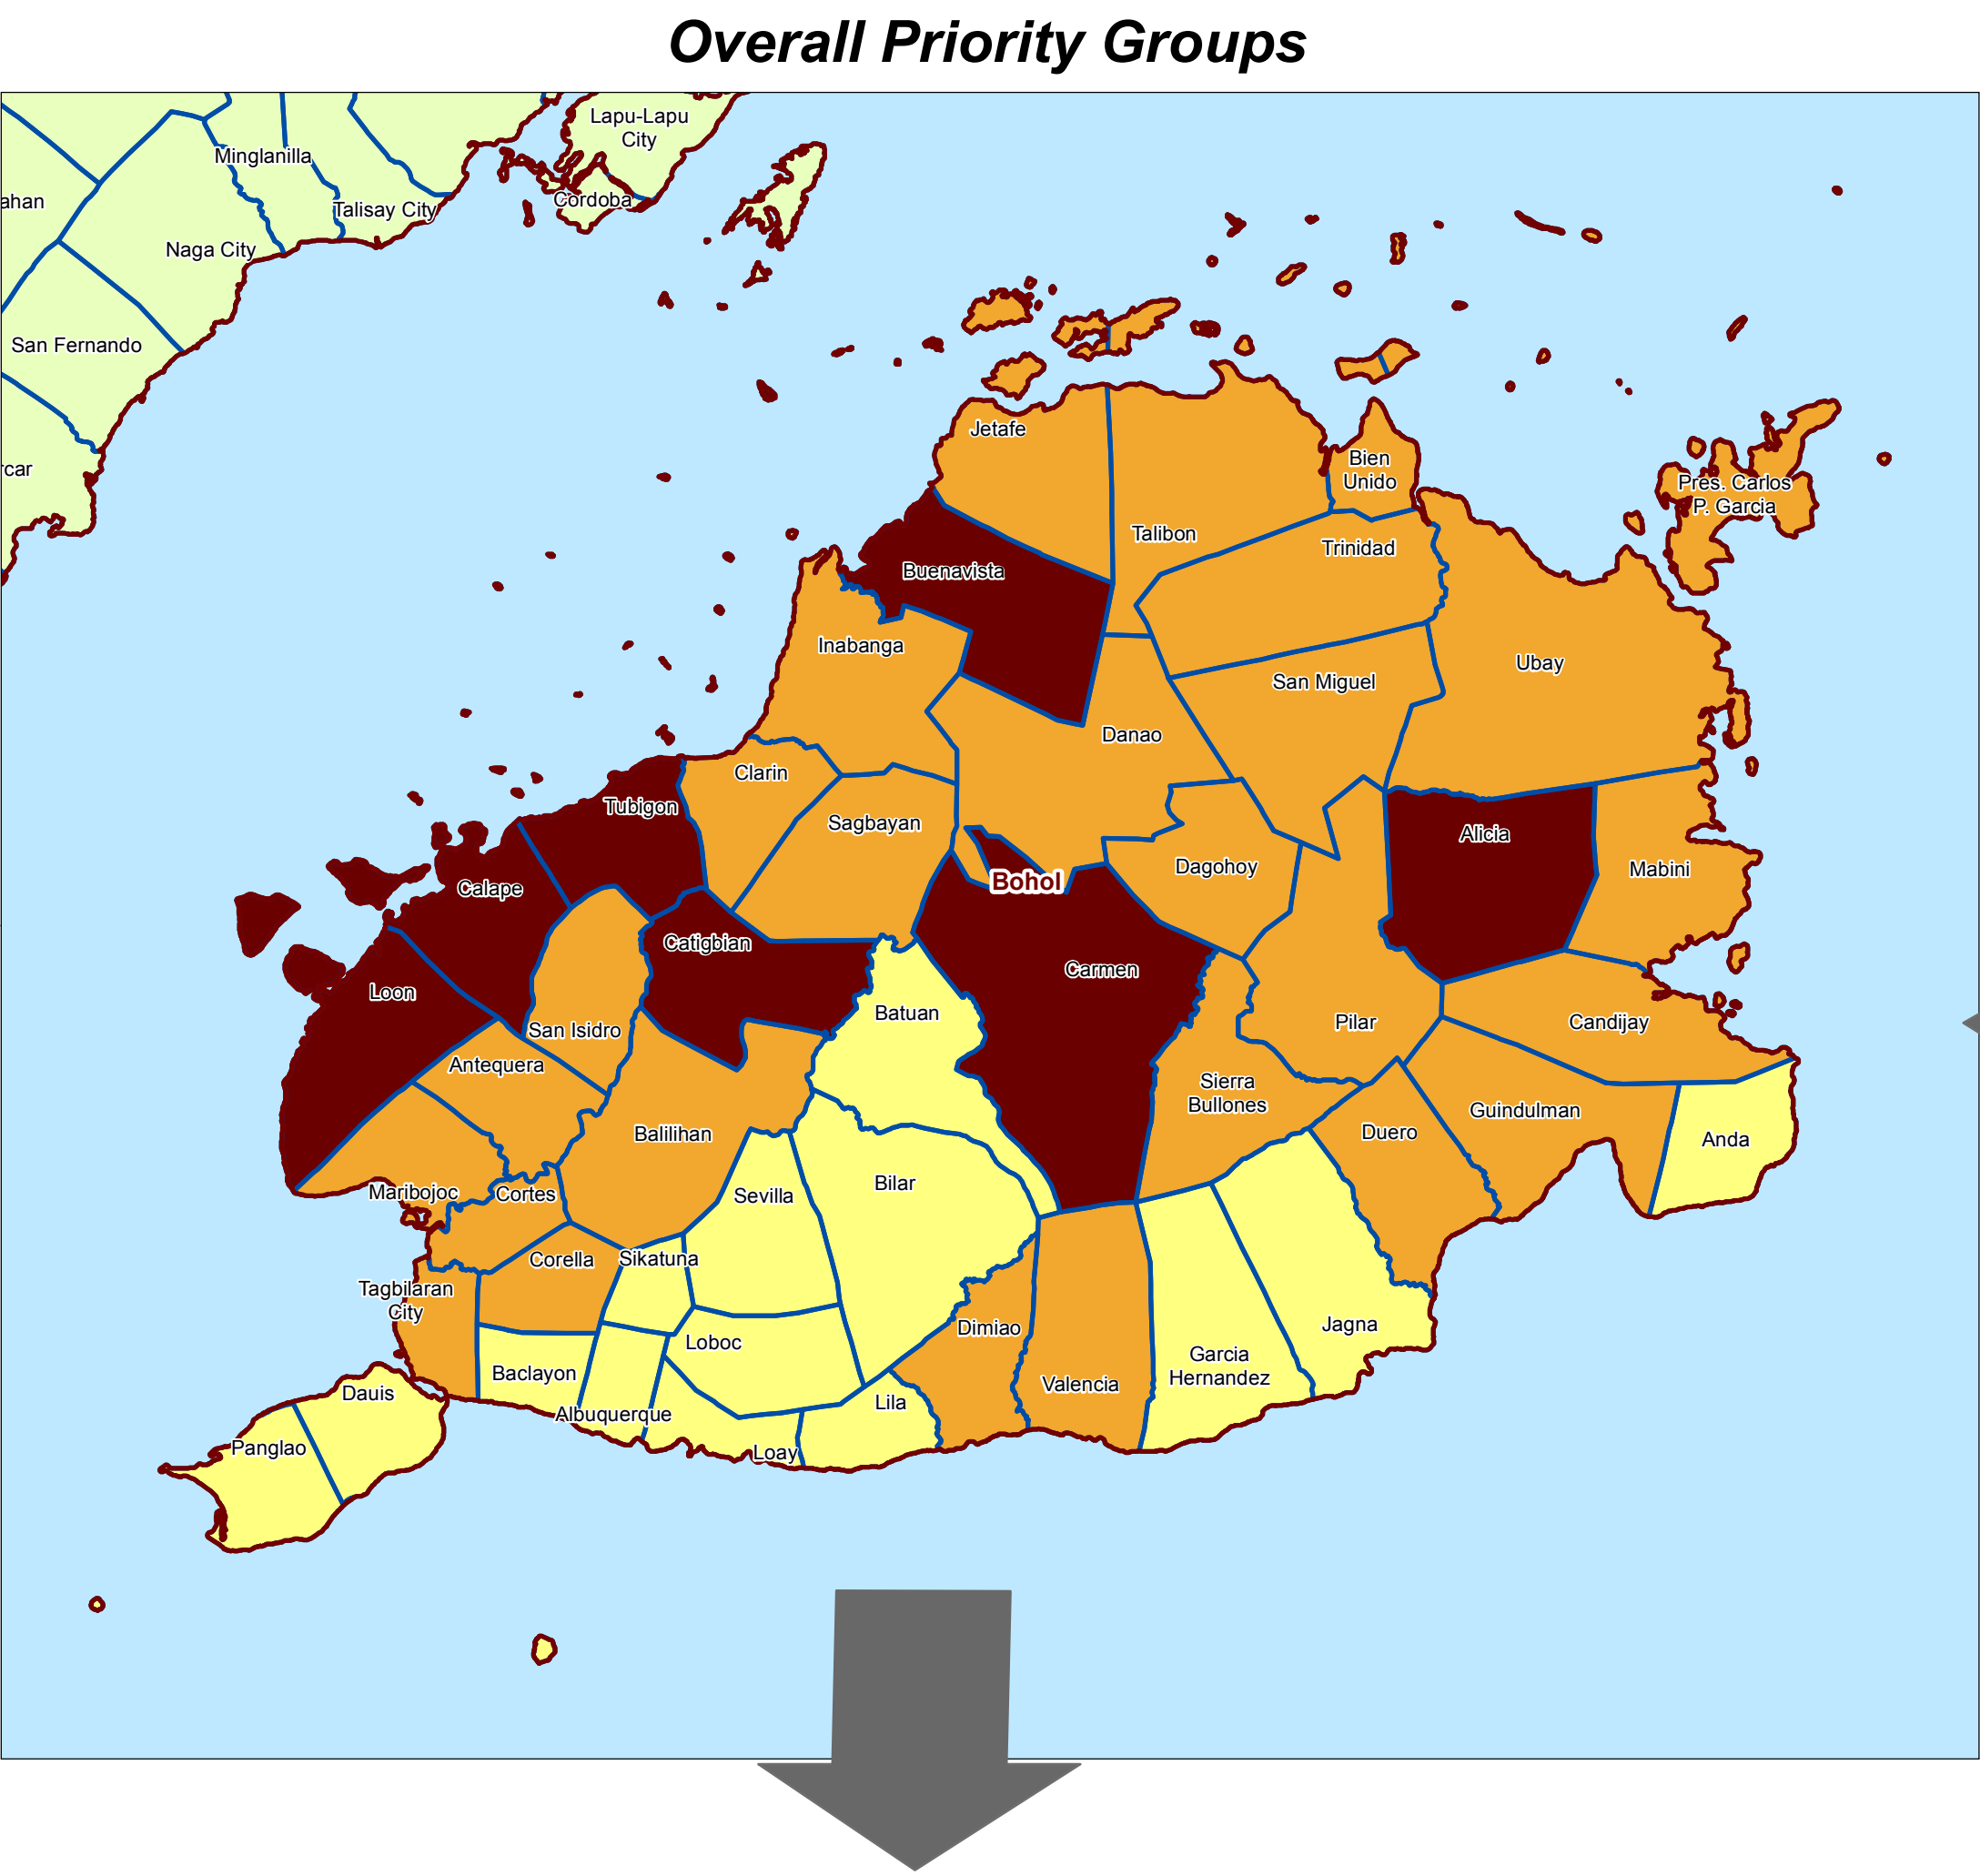 Overall Priority Groups
Lapu-Lapu
City
Minglanilla
ahan
Cordoba
Talisay City
Naga City
San Fernando
Jetafe
rcar
Bien
Unido
Pres. Carlos
P. Garcia
Talibon
Trinidad
Buenavista
Inabanga
Ubay
San Miguel
Danao
Clarin
Tubigon
Sagbayan
Alicia
Dagohoy
Mabini
Bohol
Calape
Catigbian
Carmen
Loon
Batuan
San Isidro
Pilar
Candijay
Antequera
Sierra
Bullones
Guindulman
Balilihan
Duero
Anda
Bilar
Maribojoc
Cortes
Sevilla
Corella
Sikatuna
Tagbilaran
City
Dimiao
Jagna
Loboc
Garcia
Hernandez
Baclayon
Valencia
Dauis
Lila
Albuquerque
Panglao
Loay